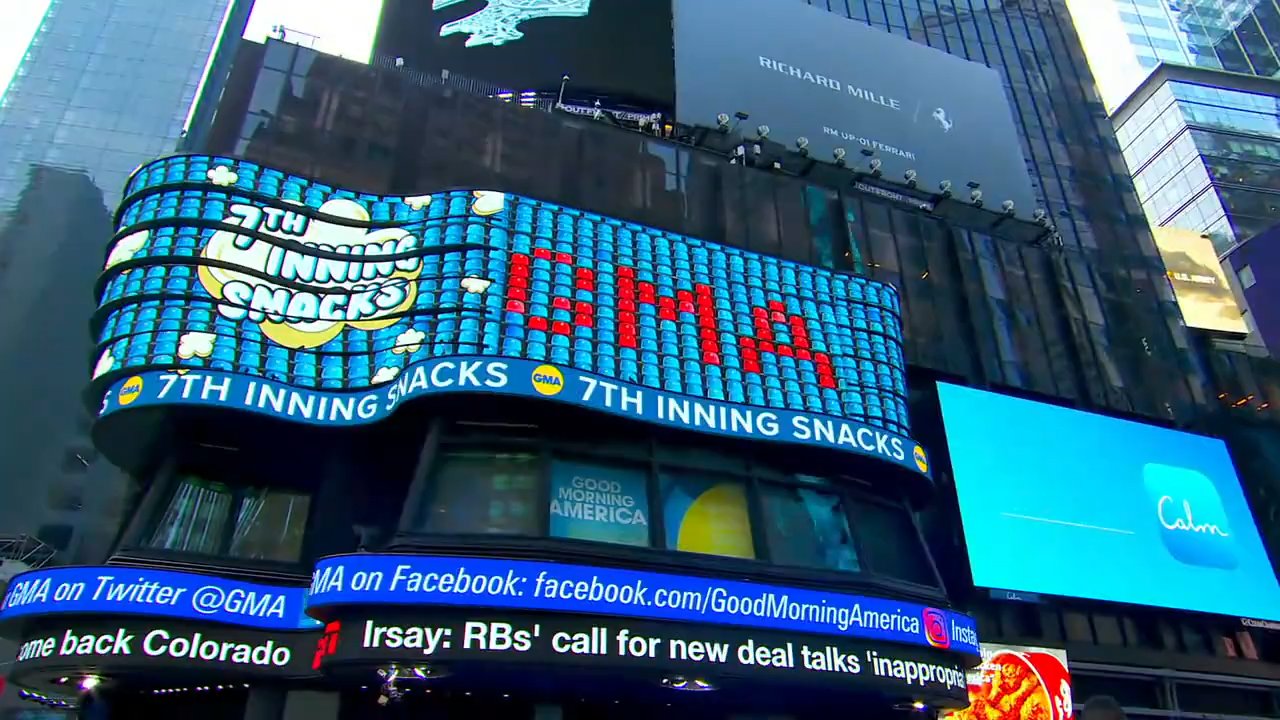 RICHARD MILLE
RM UP-01 FERRARI
U.S. ARMY
7TH
INNING
SNACKS
GMA
GMA
7TH INNING SNACKS
GMA
7TH INNING SNACKS
GMA
Calm
GOOD
MORNING
AMERICA
GMA on Twitter @GMA
GMA on Facebook: facebook.com/GoodMorningAmerica
Insta
ome back Colorado
Irsay: RBs' call for new deal talks 'inappropria